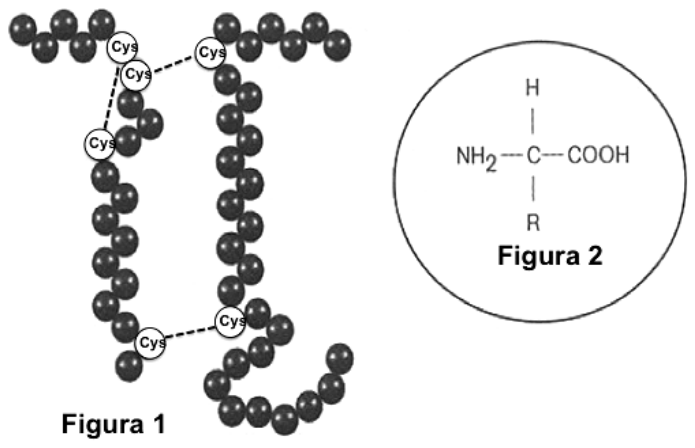 Cys
Cys
Cys
Cys
Cys
Cys
Figura 1
H
NH2--C--COOH
R
Figura 2